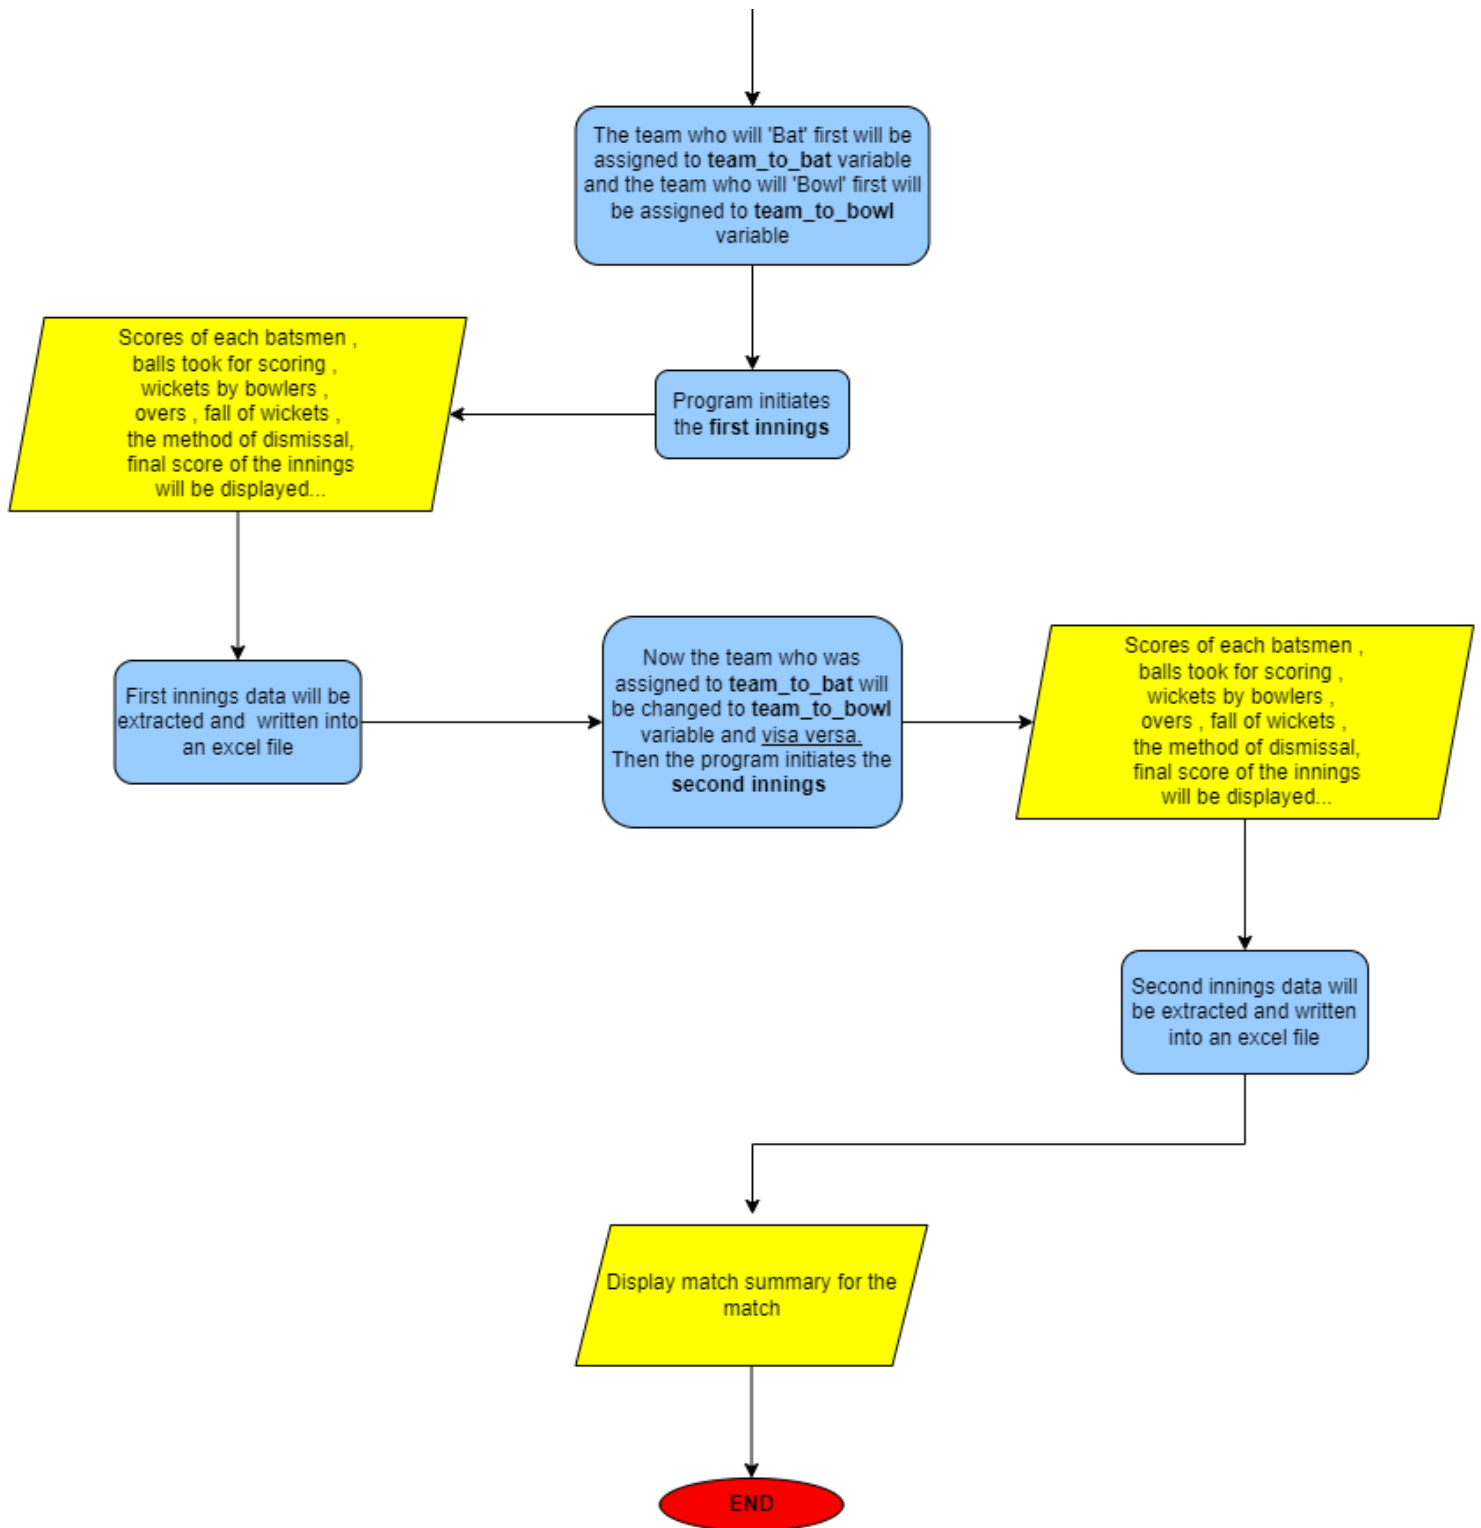 The team who will 'Bat' first will be
assigned to team_to_bat variable
and the team who will 'Bowl' first will
be assigned to team_to_bowl
variable
Program initiates
the first innings
Scores of each batsmen ,
balls took for scoring ,
wickets by bowlers ,
overs , fall of wickets ,
the method of dismissal,
final score of the innings
will be displayed...
First innings data will be
extracted and written into
an excel file
Now the team who was
assigned to team_to_bat will
be changed to team_to_bowl
variable and visa versa.
Then the program initiates the
second innings
Scores of each batsmen ,
balls took for scoring ,
wickets by bowlers ,
overs , fall of wickets ,
the method of dismissal,
final score of the innings
will be displayed...
Second innings data will
be extracted and written
into an excel file
Display match summary for the
match
END